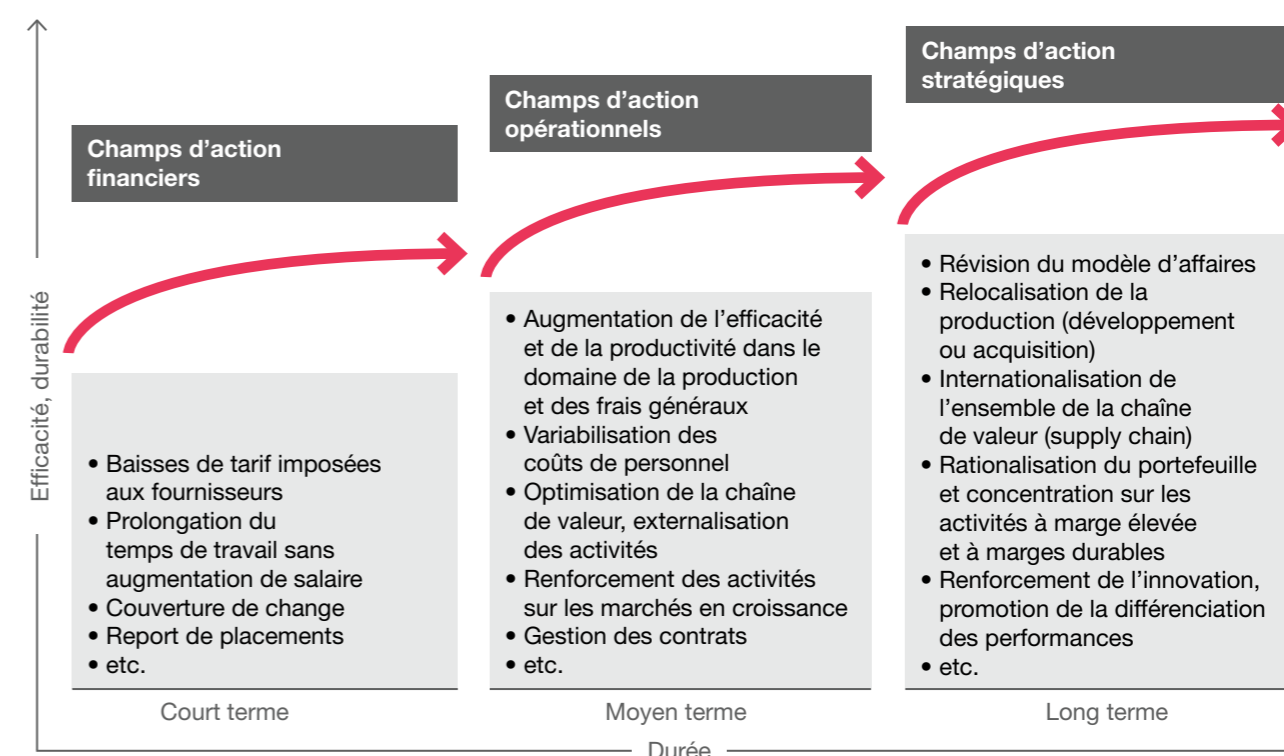 Efficacité, durabilité
Champs d'action
financiers
• Baisses de tarif imposées
aux fournisseurs
• Prolongation du
temps de travail sans
augmentation de salaire
• Couverture de change
• Report de placements
• etc.
Court terme
Champs d'action
opérationnels
• Augmentation de l'efficacité
et de la productivité dans le
domaine de la production
et des frais généraux
• Variabilisation des
coûts de personnel
• Optimisation de la chaîne
de valeur, externalisation
des activités
• Renforcement des activités
sur les marchés en croissance
• Gestion des contrats
• etc.
Moyen terme
Champs d'action
stratégiques
• Révision du modèle d'affaires
• Relocalisation de la
production (développement
ou acquisition)
• Internationalisation de
l'ensemble de la chaîne
de valeur (supply chain)
• Rationalisation du portefeuille
et concentration sur les
activités à marge élevée
et à marges durables
• Renforcement de l'innovation,
promotion de la différenciation
des performances
• etc.
Long terme
Durée